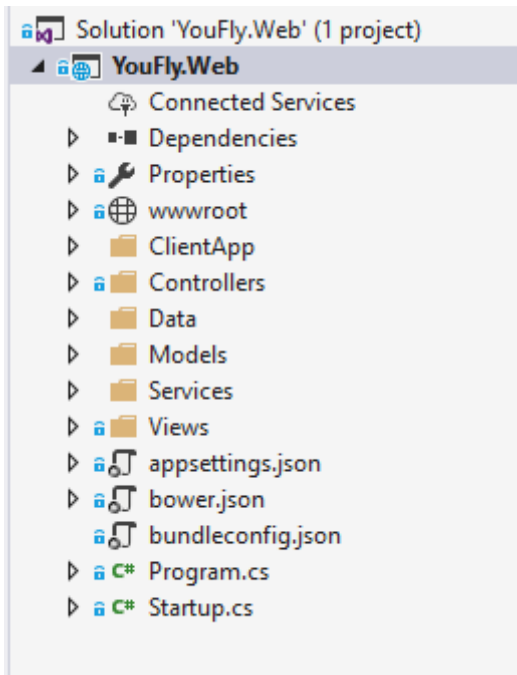 Solution 'YouFly.Web' (1 project)
YouFly.Web
Connected Services
Dependencies
Properties
wwwroot
ClientApp
Controllers
Data
Models
Services
Views
appsettings.json
bower.json
bundleconfig.json
C# Program.cs
C# Startup.cs